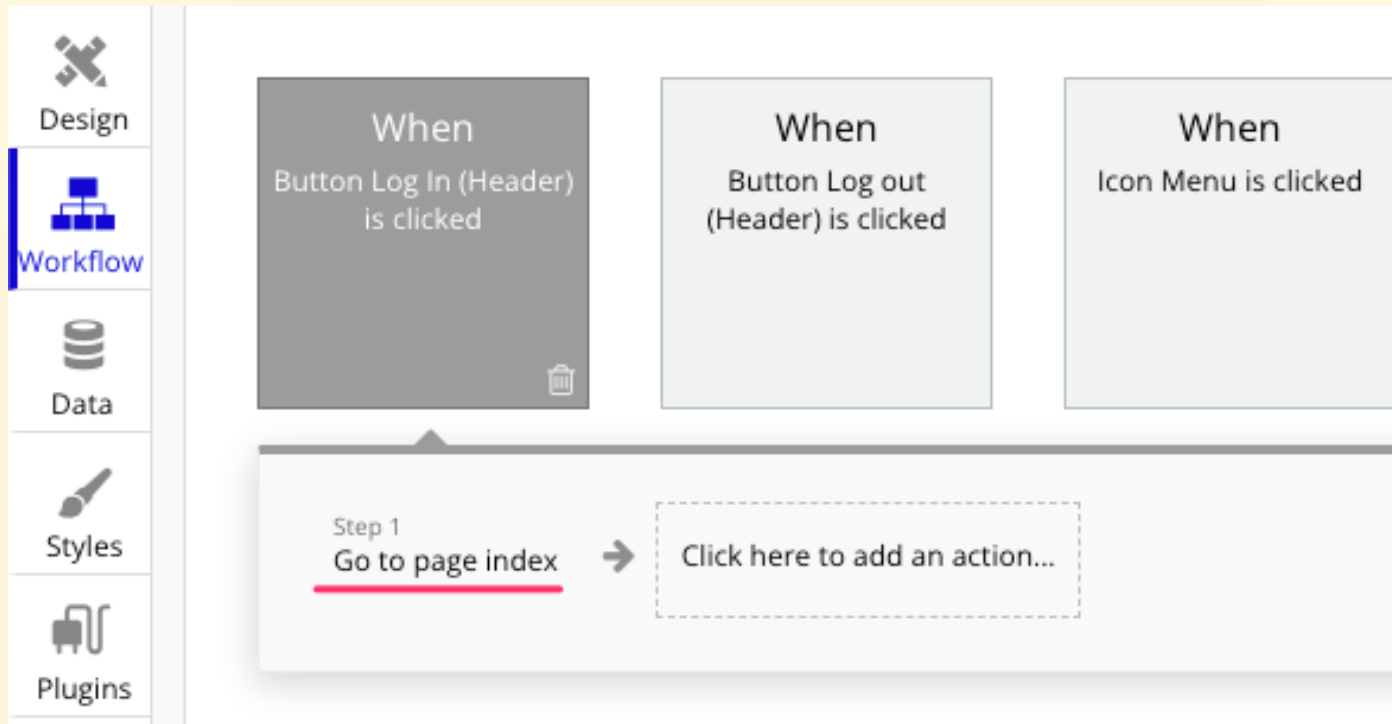 Design
Workflow
Data
Styles
Plugins
When
Button Log In (Header)
is clicked
When
Button Log out
(Header) is clicked
When
Icon Menu is clicked
Step 1
Go to page index
Click here to add an action...